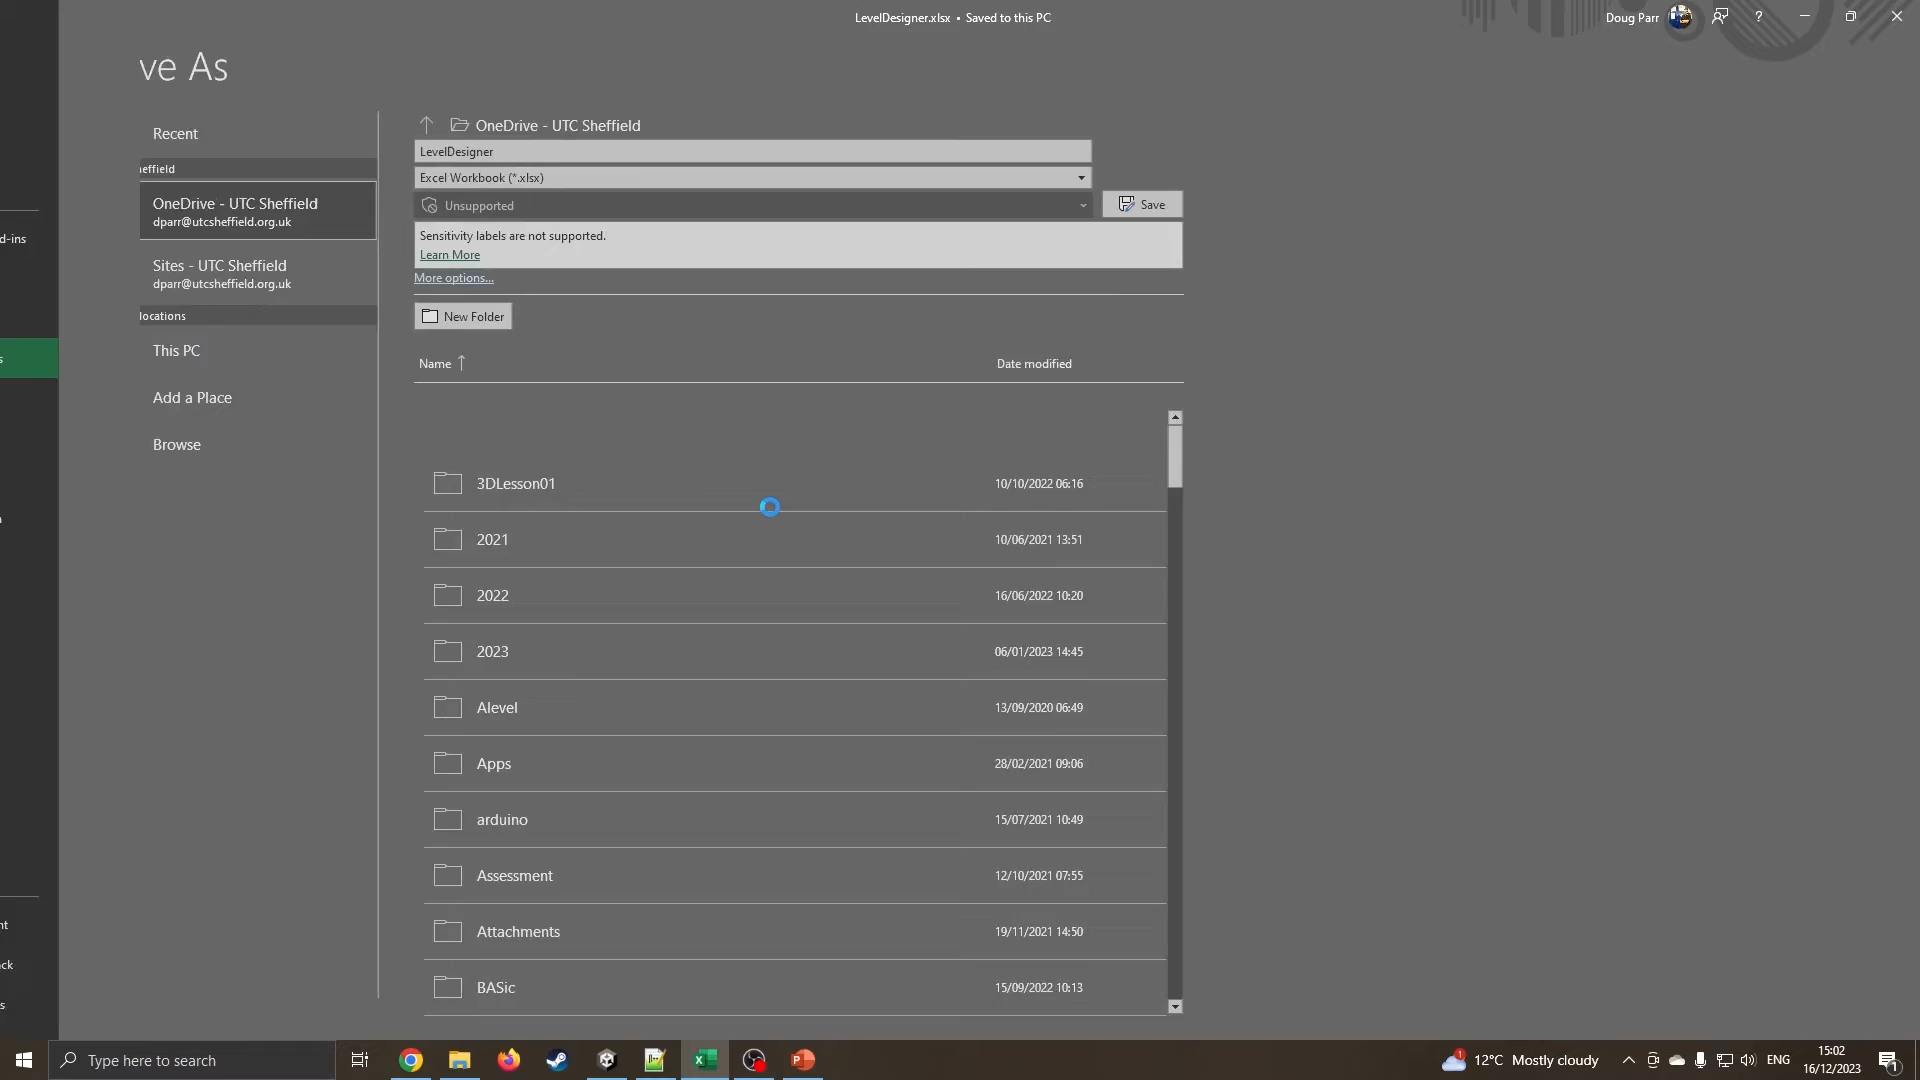 LevelDesigner.xlsx • Saved to this PC
Doug Parr
?
ve As
Recent
effield
OneDrive - UTC Sheffield
dparr@utcsheffield.org.uk
Sites - UTC Sheffield
dparr@utcsheffield.org.uk
locations
This PC
Add a Place
Browse
d-ins
s
nt
ck
s
OneDrive - UTC Sheffield
LevelDesigner
Excel Workbook (*.xlsx)
Unsupported
Save
Sensitivity labels are not supported.
Learn More
More options...
New Folder
Name Date modified
3DLesson01 10/10/2022 06:16
2021 10/06/2021 13:51
2022 16/06/2022 10:20
2023 06/01/2023 14:45
Alevel 13/09/2020 06:49
Apps 28/02/2021 09:06
arduino 15/07/2021 10:49
Assessment 12/10/2021 07:55
Attachments 19/11/2021 14:50
BASic 15/09/2022 10:13
Type here to search
1
12°C Mostly cloudy
ENG
15:02
16/12/2023
1